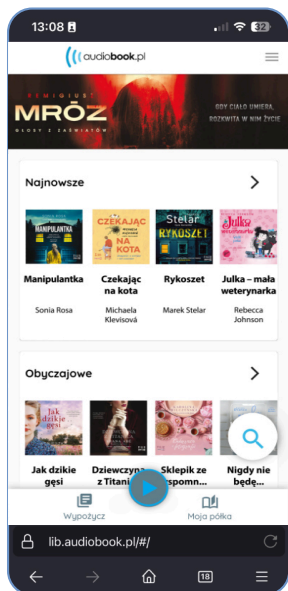 13:08
32
audiobook.pl
REMIGIUSZ
MRÓZ
GŁOSY Z ZAŚWIATÓW
GDY CIAŁO UMIERA,
ROZKWITA W NIM ŻYCIE
Najnowsze
MANIPULANTKA
CZEKAJĄC
NA
KOTA
Stelar
RYKOSZET
Julka
Manipulantka
Czekając
na kota
Rykoszet
Julka – mała
weterynarka
Sonia Rosa
Michaela
Klevisová
Marek Stelar
Rebecca
Johnson
Obyczajowe
Jak
dzikie
gęsi
Jak dzikie
gęsi
Dziewczyna
z Titani
Sklepik ze
wspomn...
Nigdy nie
będę...
Wypożycz
Moja półka
lib.audiobook.pl/#/
18